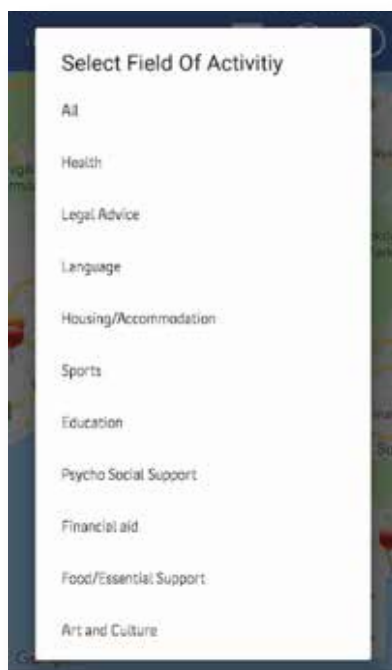 Select Field Of Activitiy
All
Health
Legal Advice
Language
Housing/Accommodation
Sports
Education
Psycho Social Support
Financial aid
Food/Essential Support
Art and Culture